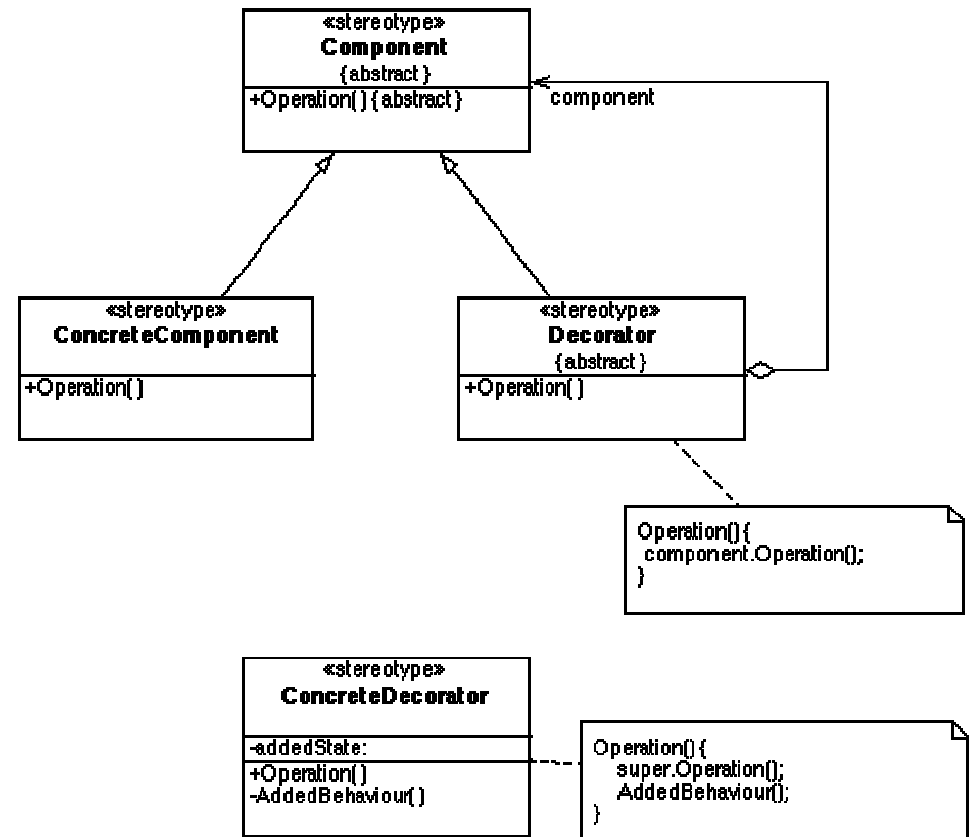 «stereotype»
Component
{abstract}
+Operation(){abstract}
component
«stereotype»
ConcreteComponent
+Operation()
«stereotype»
Decorator
{abstract}
+Operation()
Operation(){
component.Operation();
}
«stereotype»
ConcreteDecorator
-addedState:
+Operation()
-AddedBehaviour()
Operation(){
super.Operation();
AddedBehaviour();
}